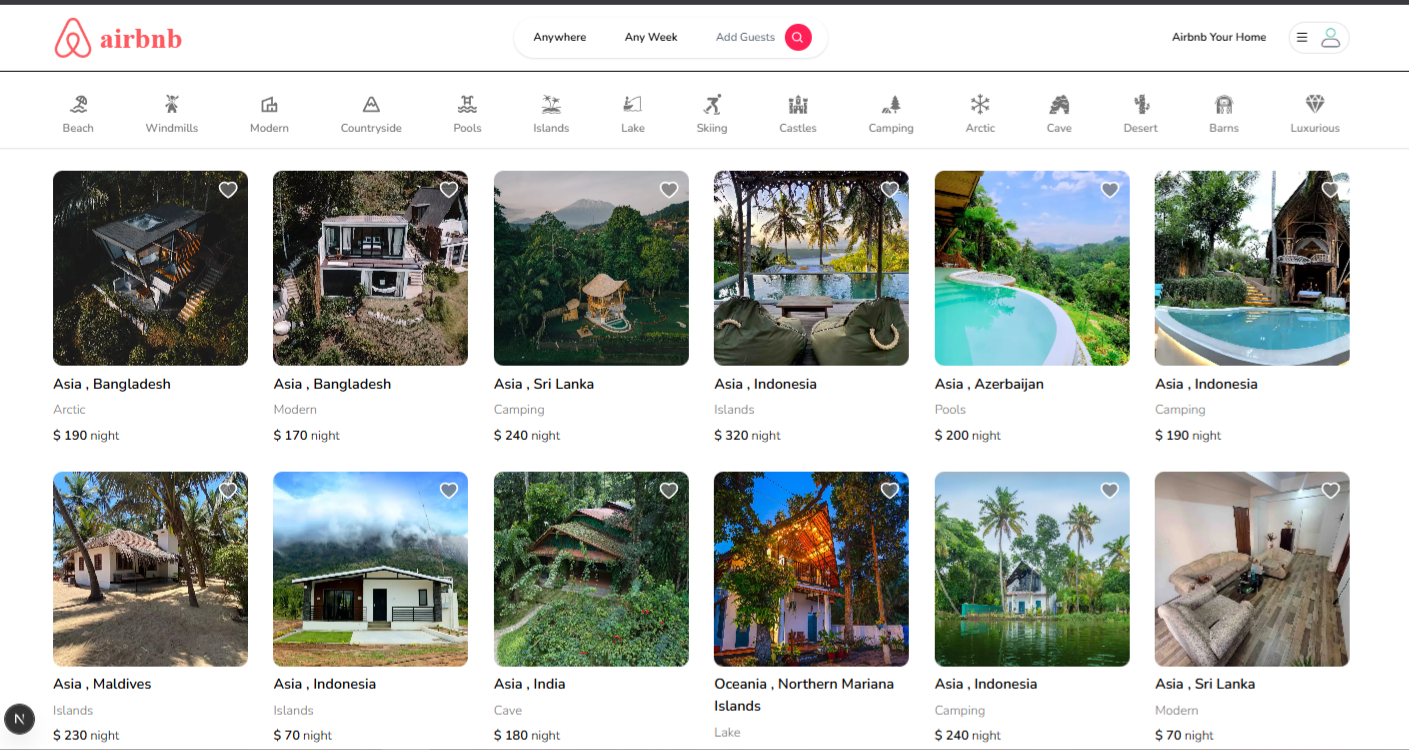 airbnb
Anywhere Any Week Add Guests
Airbnb Your Home
Beach Windmills Modern Countryside Pools Islands Lake Skiing Castles Camping Arctic Cave Desert Barns Luxurious
Asia , Bangladesh
Arctic
$ 190 night
Asia , Bangladesh
Modern
$ 170 night
Asia , Sri Lanka
Camping
$ 240 night
Asia , Indonesia
Islands
$ 320 night
Asia , Azerbaijan
Pools
$ 200 night
Asia , Indonesia
Camping
$ 190 night
Asia , Maldives
Islands
$ 230 night
Asia , Indonesia
Islands
$ 70 night
Asia , India
Cave
$ 180 night
Oceania , Northern Mariana
Islands
Lake
Asia , Indonesia
Camping
$ 240 night
Asia , Sri Lanka
Modern
$ 70 night
N